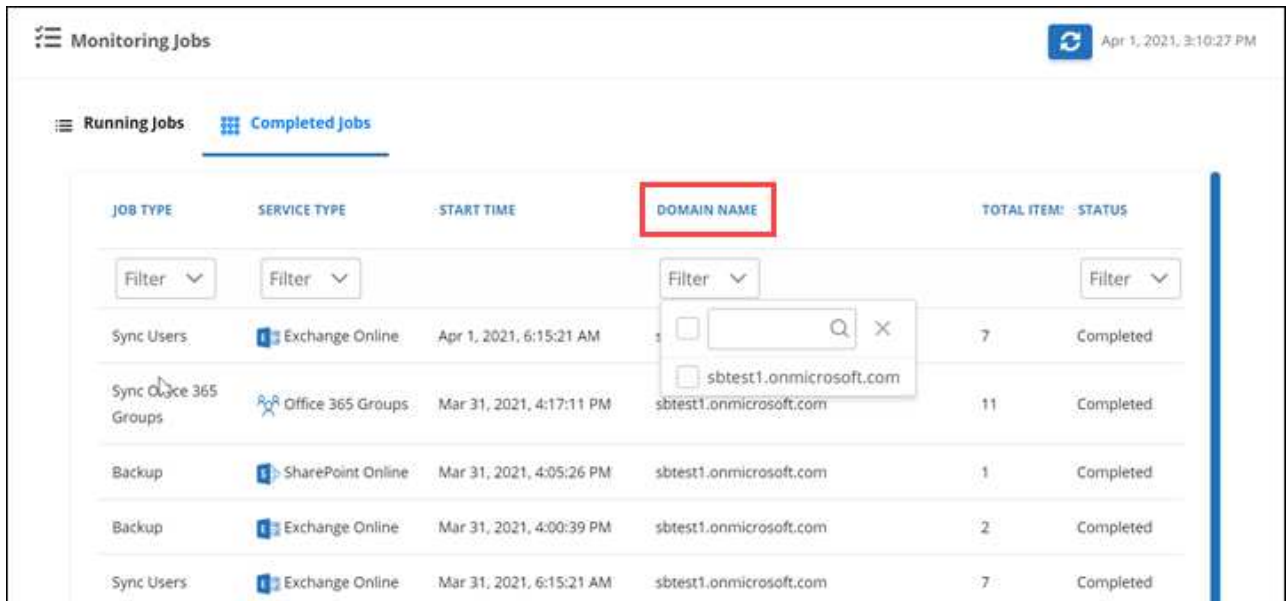 Monitoring Jobs
Apr 1, 2021, 3:10:27 PM
Running Jobs
Completed Jobs
JOB TYPE SERVICE TYPE START TIME DOMAIN NAME TOTAL ITEM: STATUS
Filter Filter Filter Filter
Sync Users Exchange Online Apr 1, 2021, 6:15:21 AM 7 Completed
sbtest1.onmicrosoft.com
Sync Office 365
Groups
Office 365 Groups Mar 31, 2021, 4:17:11 PM sbtest1.onmicrosoft.com 11 Completed
Backup SharePoint Online Mar 31, 2021, 4:05:26 PM sbtest1.onmicrosoft.com 1 Completed
Backup Exchange Online Mar 31, 2021, 4:00:39 PM sbtest1.onmicrosoft.com 2 Completed
Sync Users Exchange Online Mar 31, 2021, 6:15:21 AM sbtest1.onmicrosoft.com 7 Completed